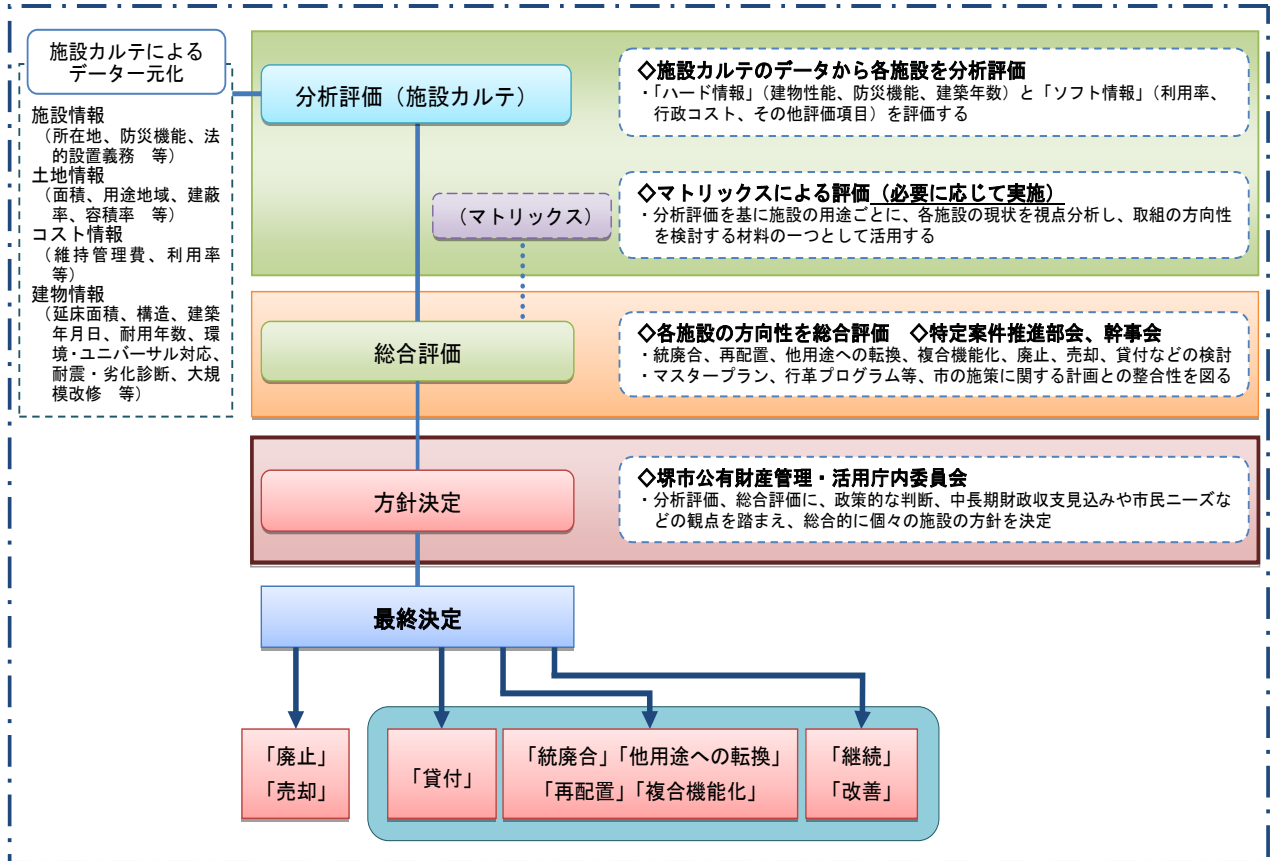 施設カルテによる
データ一元化
施設情報
（所在地、防災機能、法
的設置義務　等）
土地情報
（面積、用途地域、建蔽
率、容積率　等）
コスト情報
（維持管理費、利用率
等）
建物情報
（延床面積、構造、建築
年月日、耐用年数、環
境・ユニバーサル対応、
耐震・劣化診断、大規
模改修　等）
分析評価（施設カルテ）
◇施設カルテのデータから各施設を分析評価
・「ハード情報」（建物性能、防災機能、建築年数）と「ソフト情報」（利用率、
行政コスト、その他評価項目）を評価する
（マトリックス）
◇マトリックスによる評価（必要に応じて実施）
・分析評価を基に施設の用途ごとに、各施設の現状を視点分析し、取組の方向性
を検討する材料の一つとして活用する
総合評価
◇各施設の方向性を総合評価　◇特定案件推進部会、幹事会
・統廃合、再配置、他用途への転換、複合機能化、廃止、売却、貸付などの検討
・マスタープラン、行革プログラム等、市の施策に関する計画との整合性を図る
方針決定
◇堺市公有財産管理・活用庁内委員会
・分析評価、総合評価に、政策的な判断、中長期財政収支見込みや市民ニーズな
どの観点を踏まえ、総合的に個々の施設の方針を決定
最終決定
「廃止」
「売却」
「貸付」
「統廃合」「他用途への転換」
「再配置」「複合機能化」
「継続」
「改善」